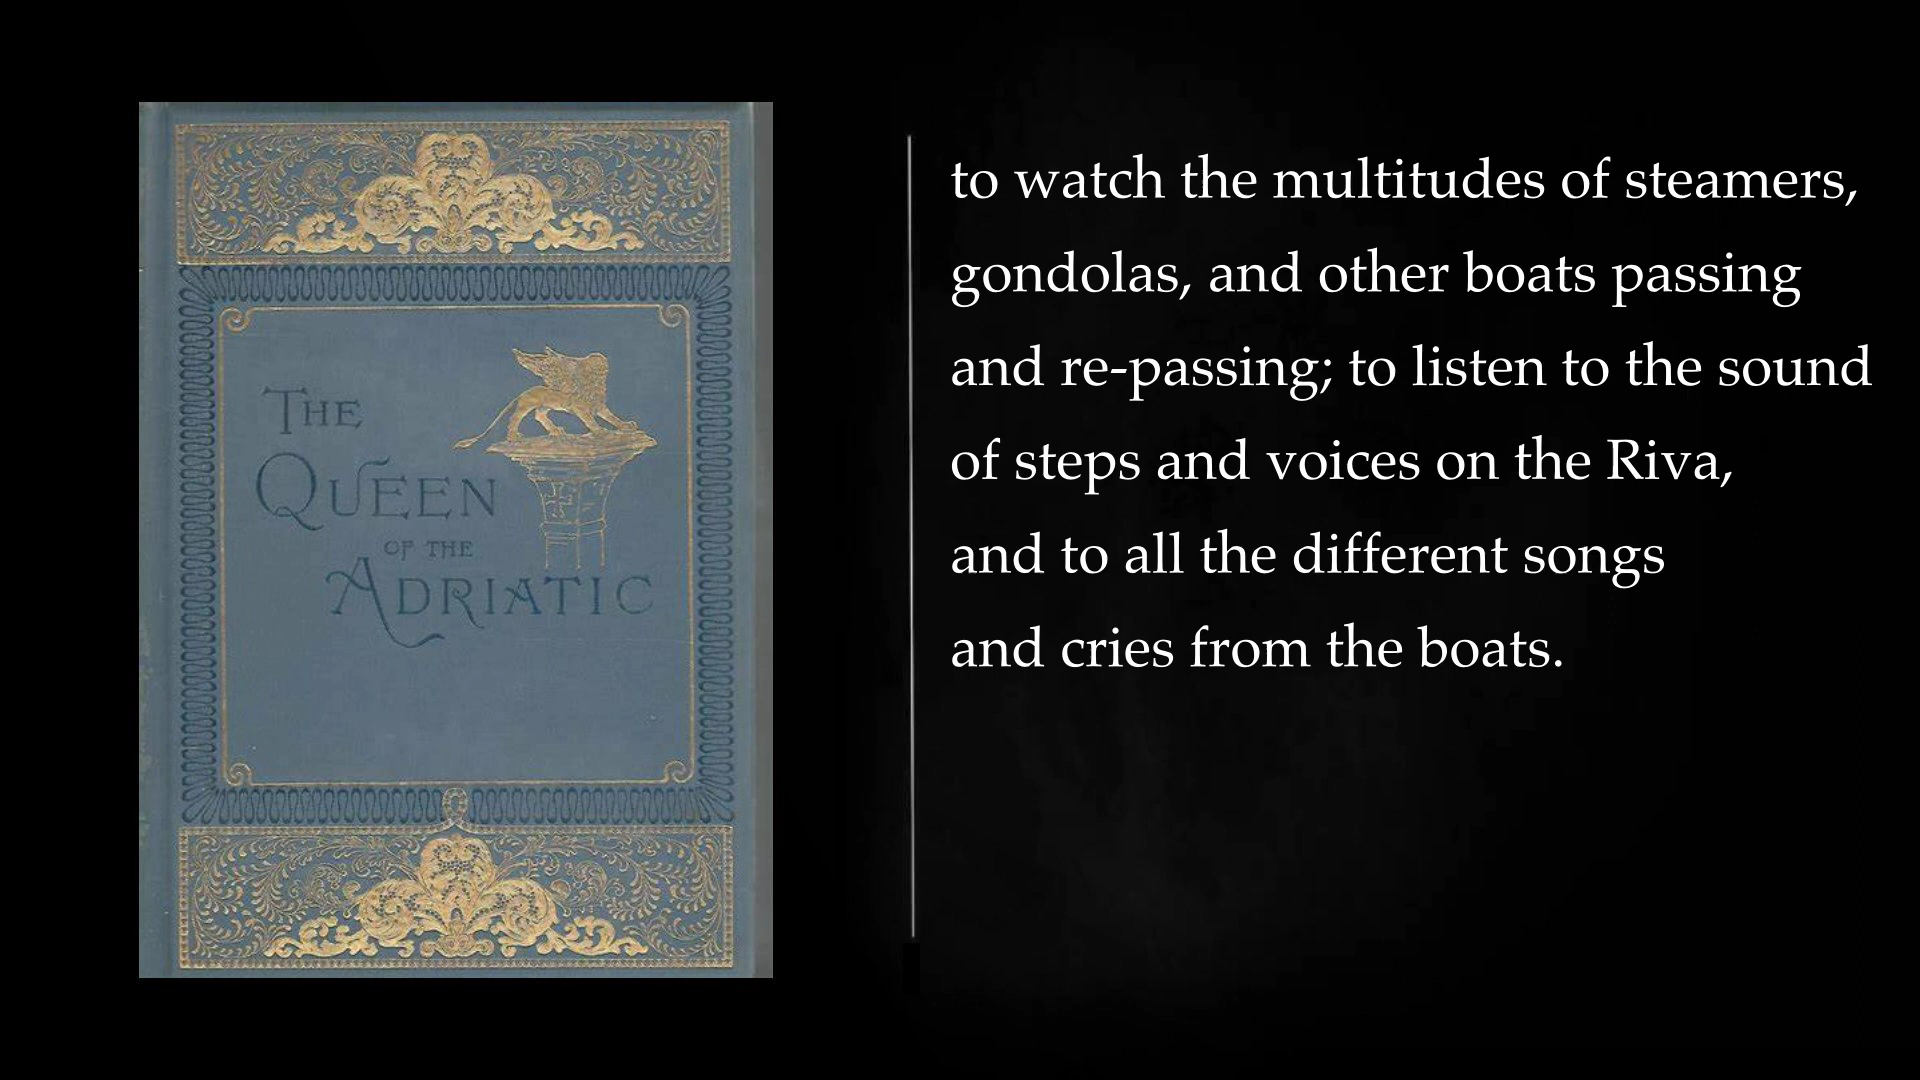 THE
QUEEN
OF THE
ADRIATIC
to watch the multitudes of steamers,
gondolas, and other boats passing
and re-passing; to listen to the sound
of steps and voices on the Riva,
and to all the different songs
and cries from the boats.